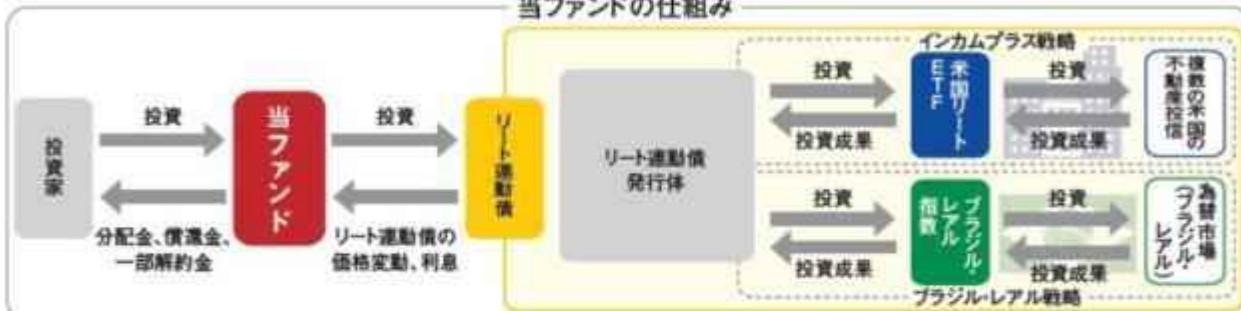 当ファンドの仕組み
インカムプラス戦略
投資家
投資
分配金、償還金、
一部解約金
当ファンド
投資
リート連動債の
価格変動、利息
リート連動債
リート連動債
発行体
投資
投資成果
米国リート
ETF
投資
投資成果
複数の米国の
不動産投信
投資
投資成果
ブラジル・
レアル
指数
投資
投資成果
為替市場
(ブラジル・
レアル)
ブラジル・レアル戦略